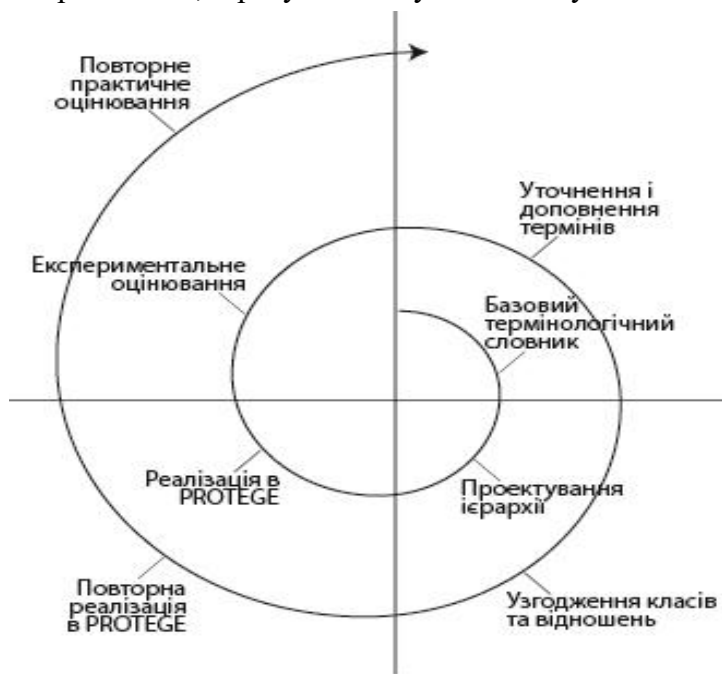 Повторне
практичне
оцінювання
Уточнення і
доповнення
термінів
Експериментальне
оцінювання
Базовий
термінологічний
словник
Реалізація в
PROTEGE
Проектування
ієрархії
Повторна
реалізація
в PROTEGE
Узгодження класів
та відношень